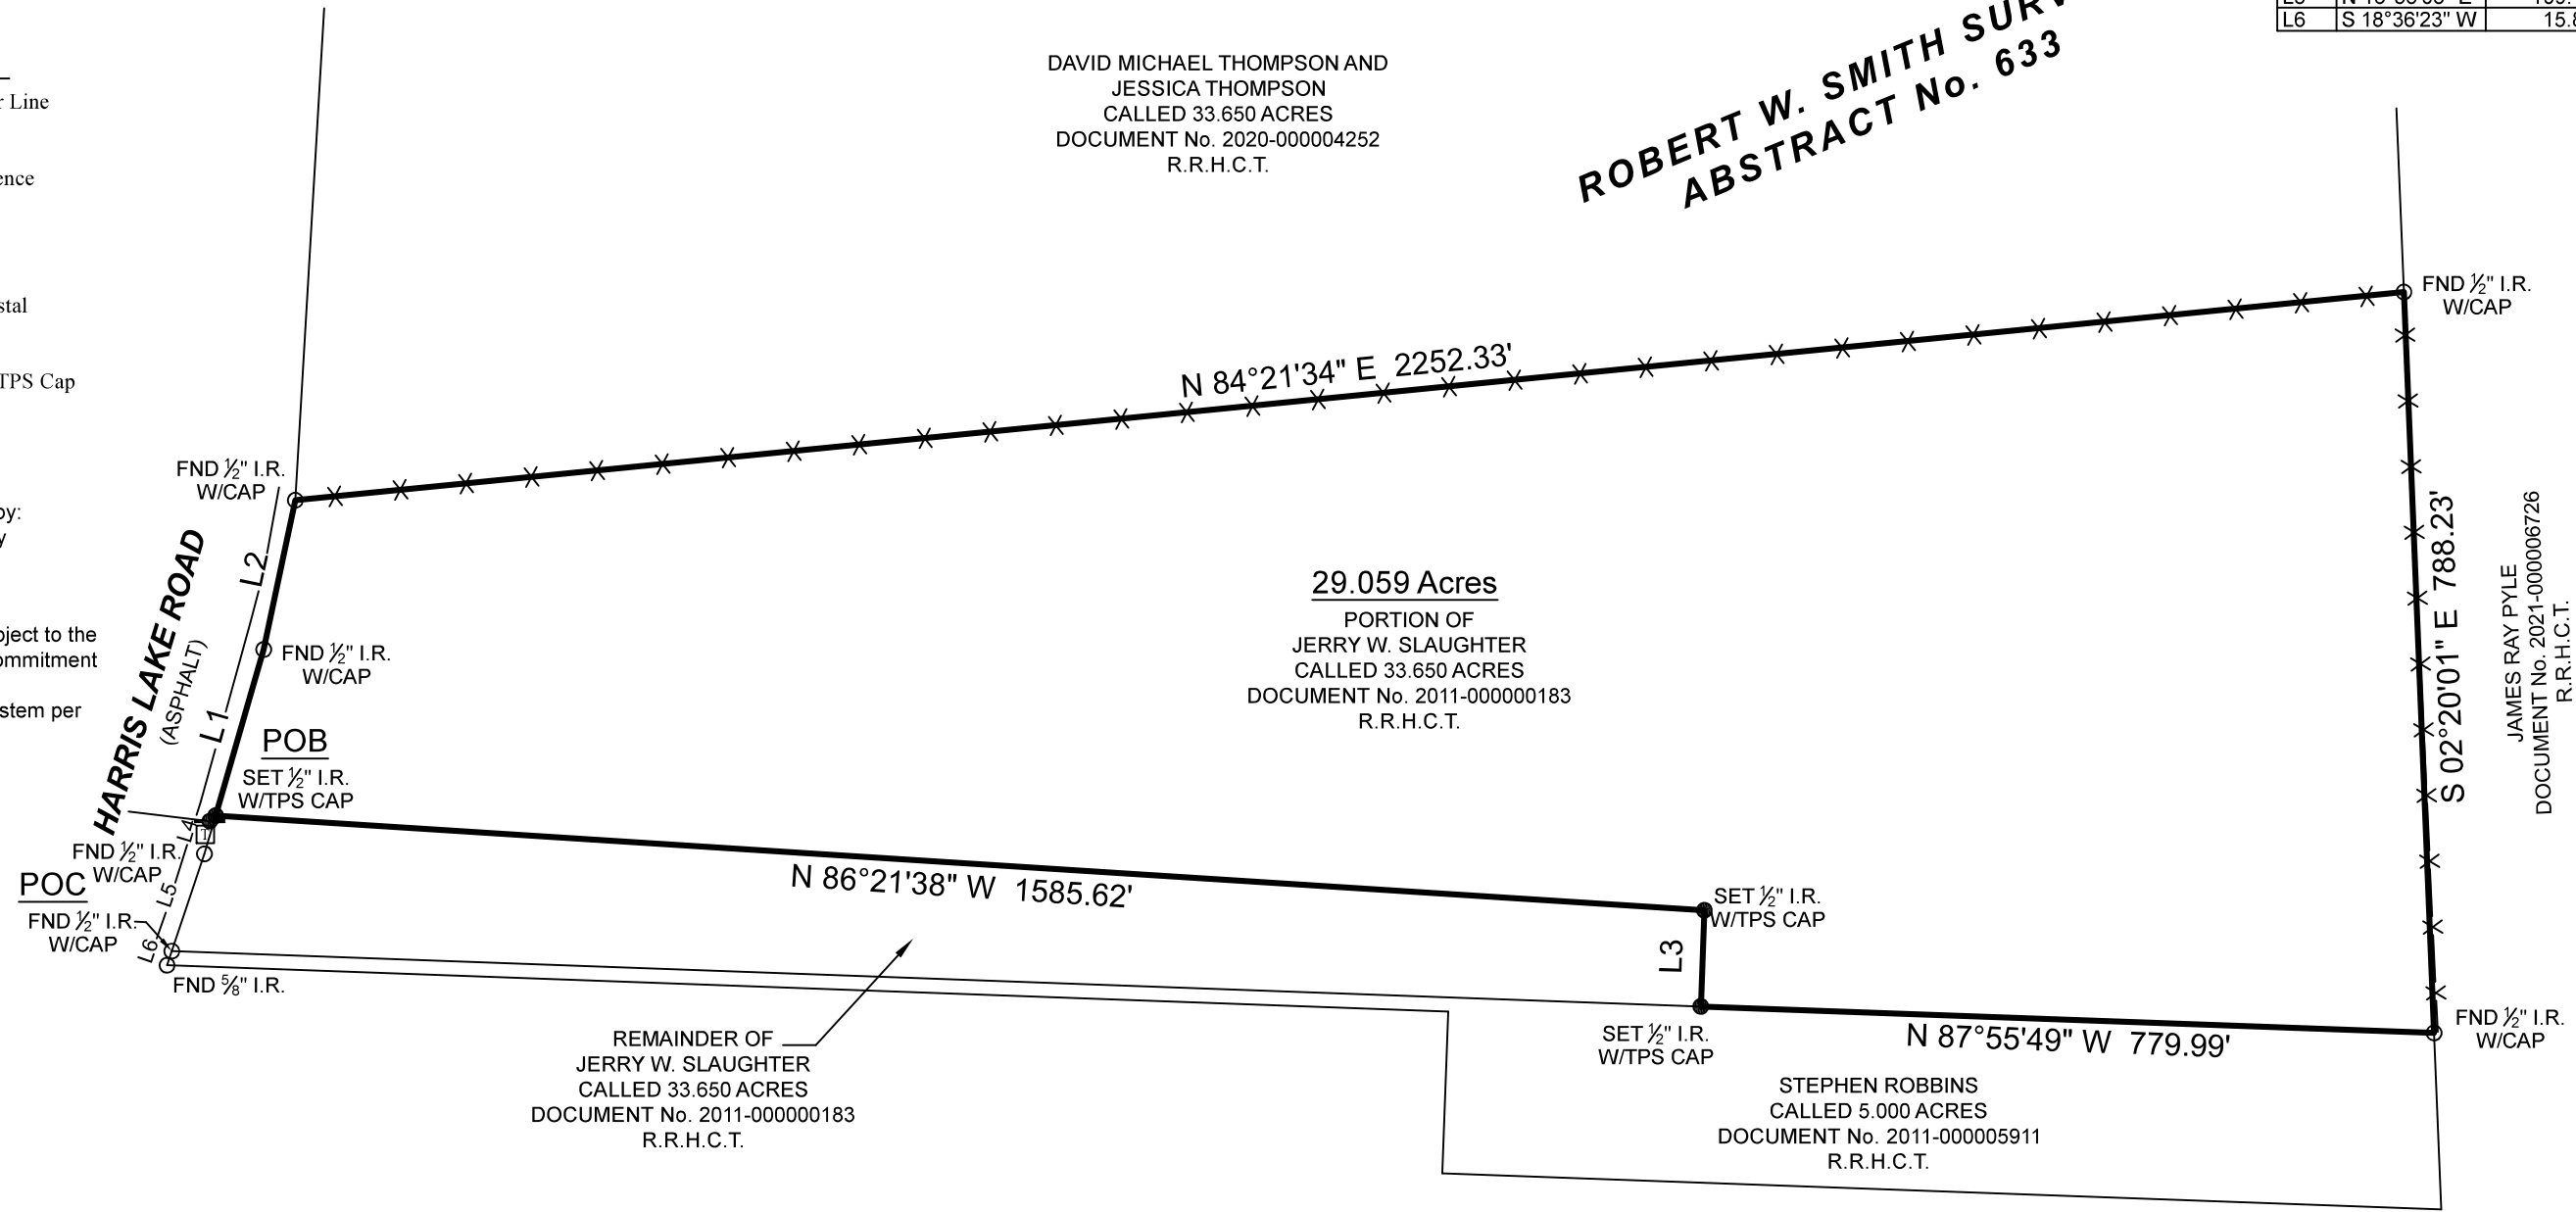 L6 S 18°36'23" W
DAVID MICHAEL THOMPSON AND
JESSICA THOMPSON
CALLED 33.650 ACRES
DOCUMENT No. 2020-000004252
R.R.H.C.T.
ROBERT W. SMITH
ABSTRACT No. 633
Line
TPS Cap
by:
to the
per
FND ½" I.R.
W/CAP
N 84°21'34" E 2252.33'
FND ½" I.R.
W/CAP
L2
HARRIS LAKE ROAD
(ASPHALT)
L1
FND ½" I.R.
W/CAP
29.059 Acres
PORTION OF
JERRY W. SLAUGHTER
CALLED 33.650 ACRES
DOCUMENT No. 2011-000000183
R.R.H.C.T.
S 02°20'01" E 788.23'
JAMES RAY PYLE
DOCUMENT No. 2021-000006726
R.R.H.C.T.
POB
SET ½" I.R.
W/TPS CAP
L4
T
FND ½" I.R.
W/CAP
L5
POC
FND ½" I.R.
W/CAP
L6
FND ⅝" I.R.
N 86°21'38" W 1585.62'
SET ½" I.R.
W/TPS CAP
L3
SET ½" I.R.
W/TPS CAP
N 87°55'49" W 779.99'
FND ½" I.R.
W/CAP
REMAINDER OF
JERRY W. SLAUGHTER
CALLED 33.650 ACRES
DOCUMENT No. 2011-000000183
R.R.H.C.T.
STEPHEN ROBBINS
CALLED 5.000 ACRES
DOCUMENT No. 2011-000005911
R.R.H.C.T.